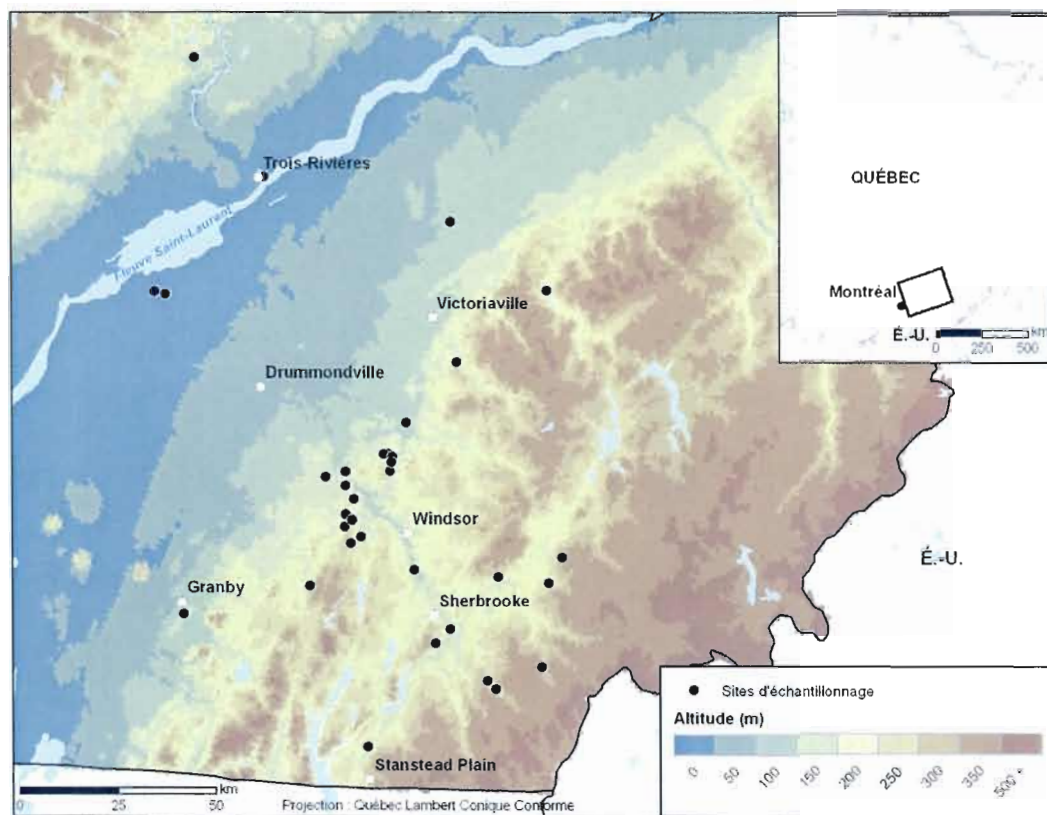 Trois-Rivières
Fleuve Saint-Laurent
Victoriaville
Drummondville
Windsor
Granby
Sherbrooke
Stanstead Plain
É.-U.
QUÉBEC
Montréal
É.-U.
km
0 250 500
Sites d'échantillonnage
Altitude (m)
0 50 100 150 200 250 300 350 500 +
km
0 25 50
Projection : Québec Lambert Conique Conforme